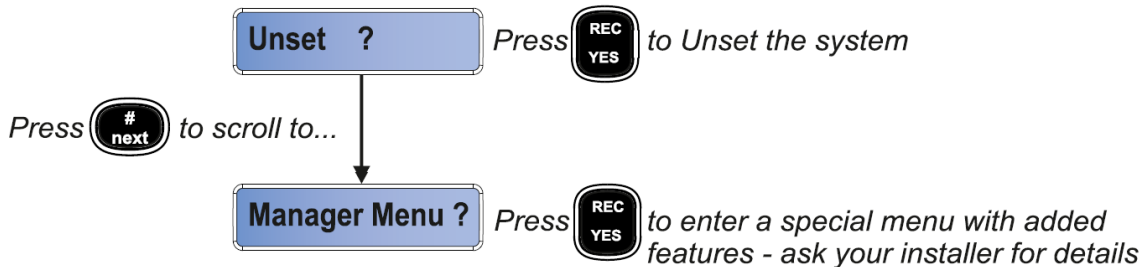 Unset ?
Press REC YES to Unset the system
Press # next to scroll to...
Manager Menu ?
Press REC YES to enter a special menu with added
features - ask your installer for details